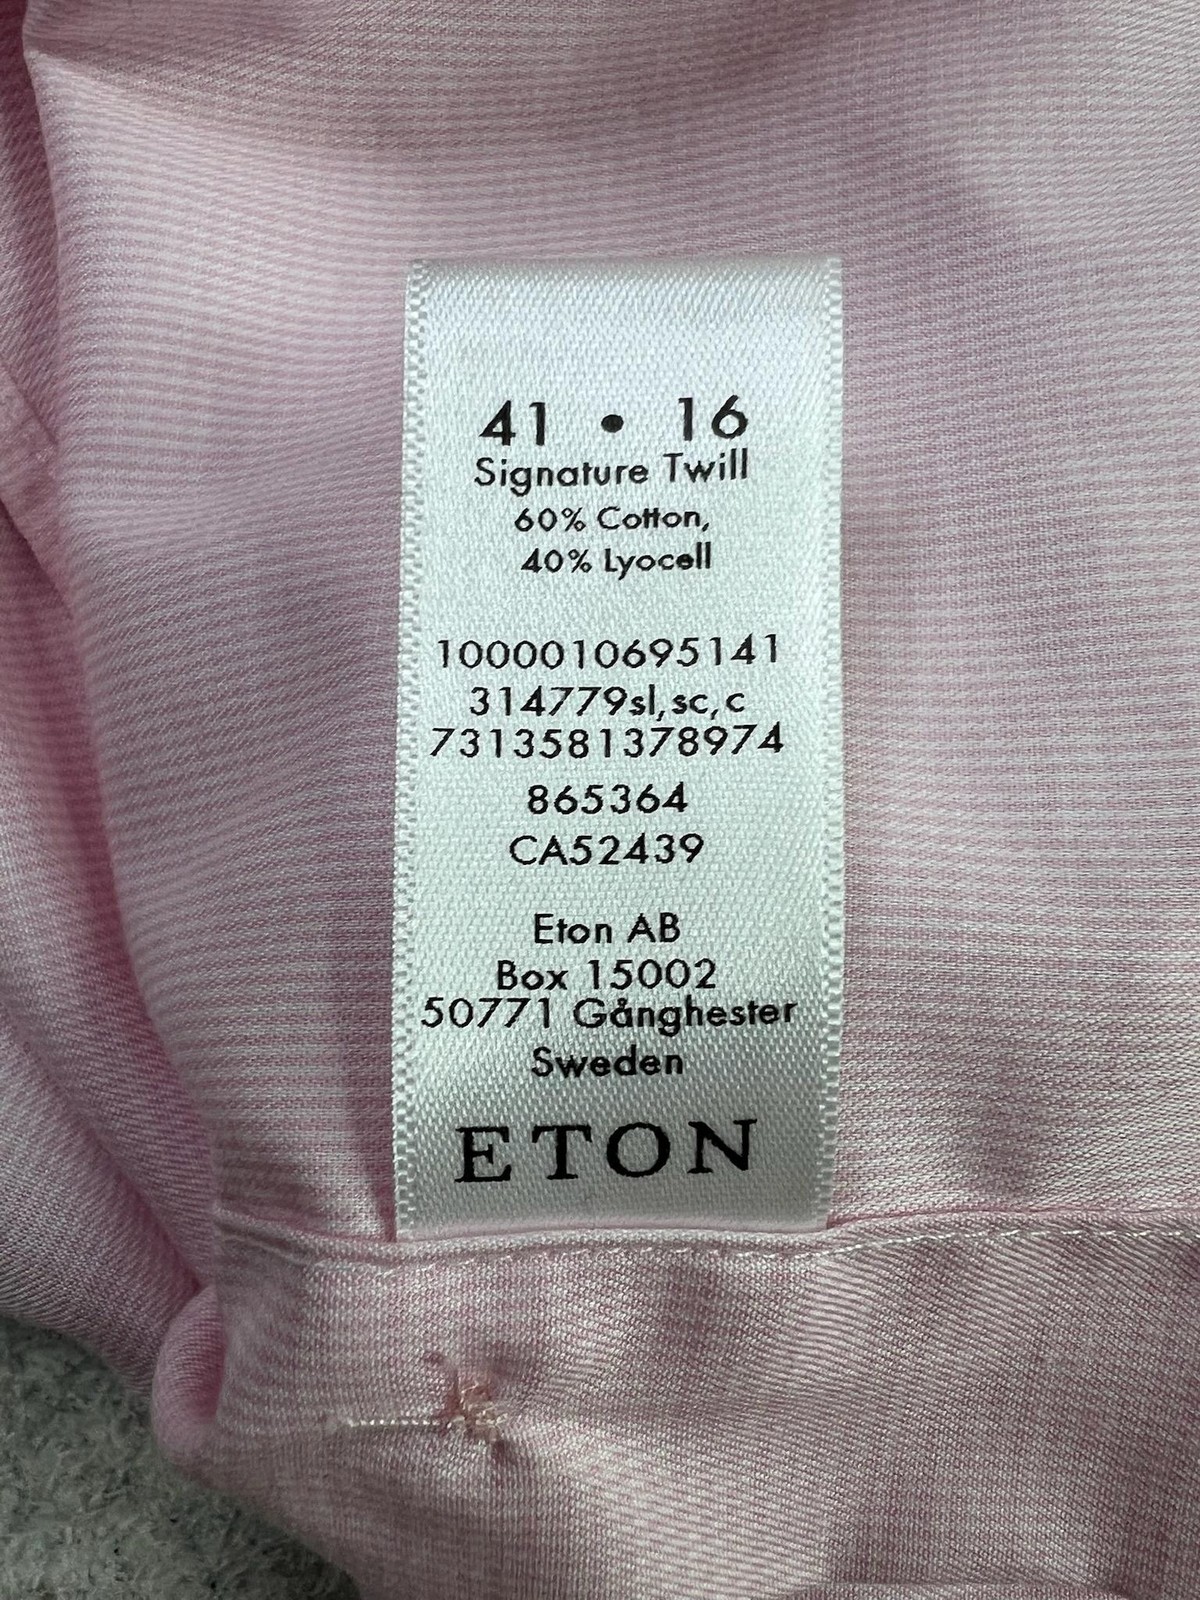 41 • 16
Signature Twill
60% Cotton,
40% Lyocell
1000010695141
314779sl,sc,c
7313581378974
865364
CA52439
Eton AB
Box 15002
50771 Gånghester
Sweden
ETON